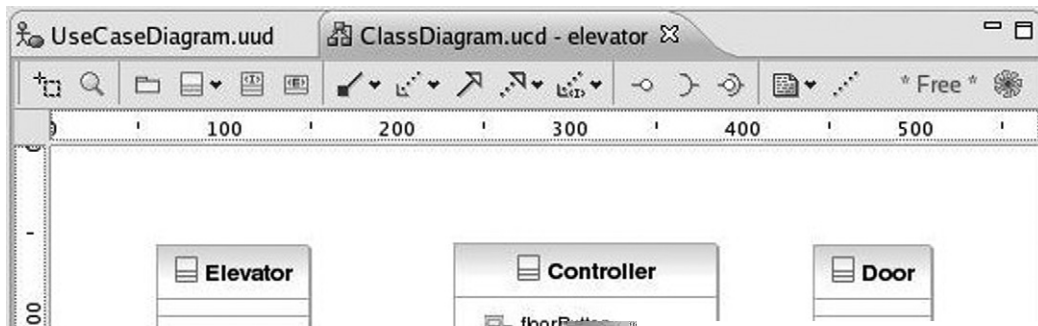 UseCaseDiagram.uud
ClassDiagram.ucd - elevator
* Free *
100 200 300 400 500
Elevator
Controller
Door